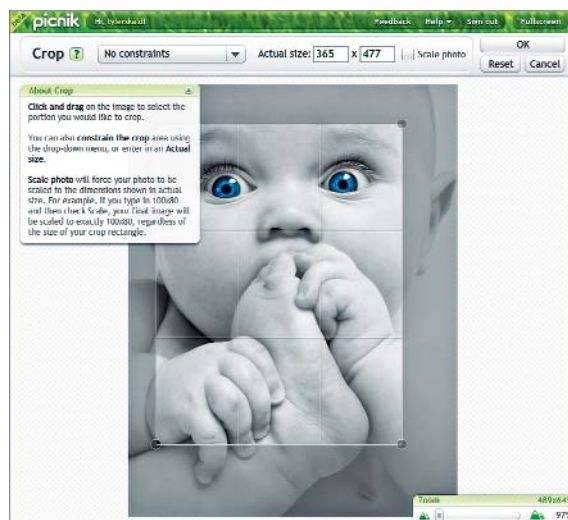 beta
picnik Hi, tylerskaldi! Feedback Help Sign out Fullscreen
Crop ? No constraints Actual size: 365 x 477 Scale photo
OK
Reset Cancel
About Crop
Click and drag on the image to select the
portion you would like to crop.
You can also constrain the crop area using
the drop-down menu, or enter in an Actual
size.
Scale photo will force your photo to be
scaled to the dimensions shown in actual
size. For example, if you type in 100x80
and then check Scale, your final image will
be scaled to exactly 100x80, regardless of
the size of your crop rectangle.
Zoom
97%